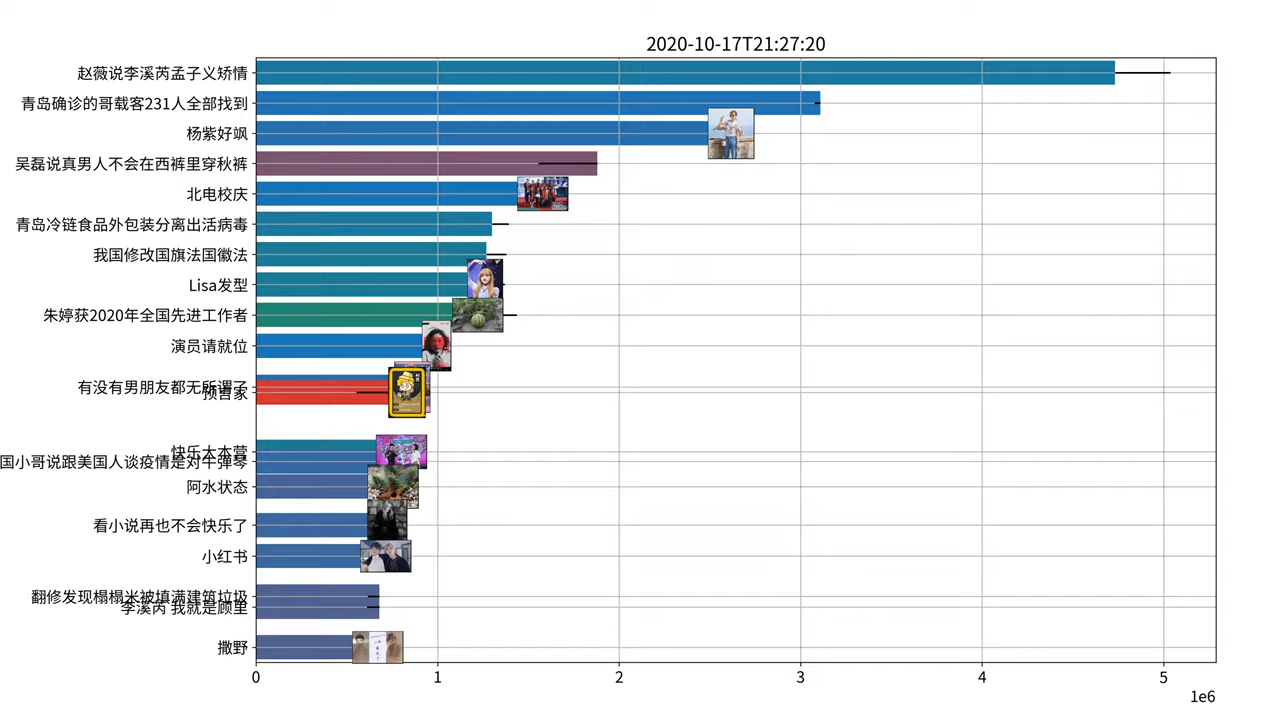 2020-10-17T21:27:20
赵薇说李溪芮孟子义矫情
青岛确诊的哥载客231人全部找到
杨紫好飒
吴磊说真男人不会在西裤里穿秋裤
北电校庆
青岛冷链食品外包装分离出活病毒
我国修改国旗法国徽法
Lisa发型
朱婷获2020年全国先进工作者
演员请就位
有没有男朋友都无所谓了
预言家
快乐大本营
国小哥说跟美国人谈疫情是对牛弹琴
阿水状态
看小说再也不会快乐了
小红书
翻修发现榻榻米被填满建筑垃圾
李溪芮 我就是顾里
撒野
0 1 2 3 4 5
1e6